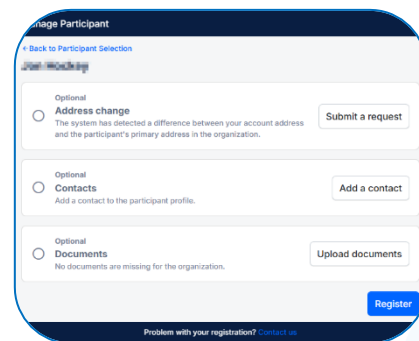 Participant
Back to Participant Selection
Optional
Address change
The system has detected a difference between your account address
and the participant's primary address in the organization.
Submit a request
Optional
Contacts
Add a contact to the participant profile.
Add a contact
Optional
Documents
No documents are missing for the organization.
Upload documents
Register
Problem with your registration? Contact us